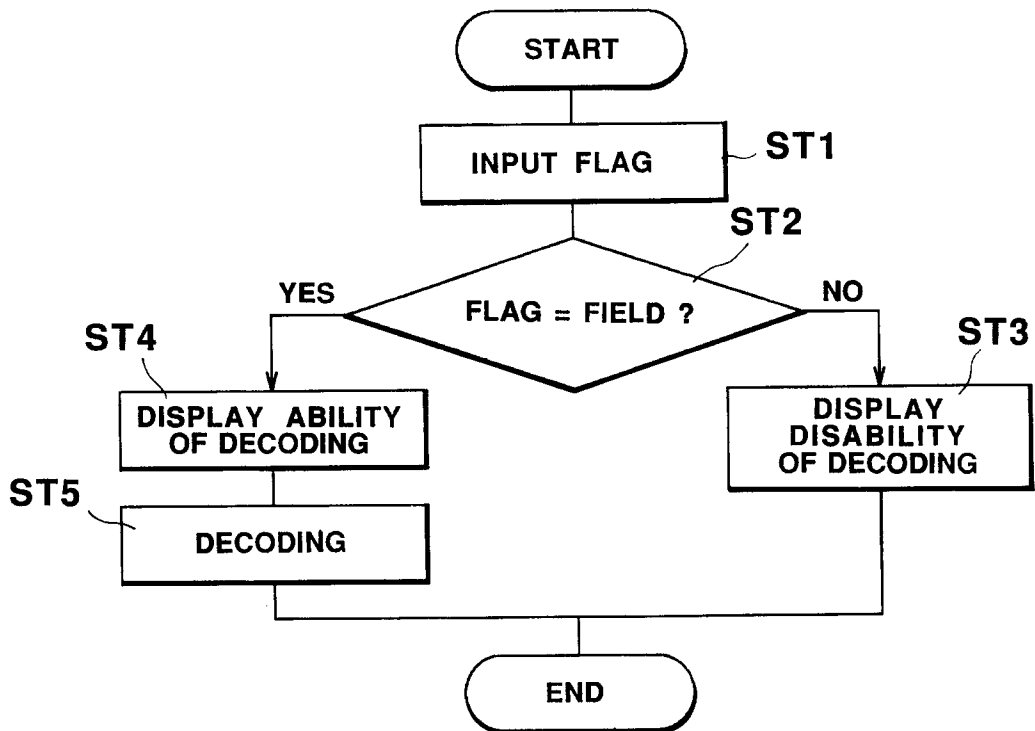 START
INPUT FLAG
ST1
ST2
FLAG = FIELD ?
YES
NO
ST4
DISPLAY ABILITY
OF DECODING
ST3
DISPLAY
DISABILITY
OF DECODING
ST5
DECODING
END